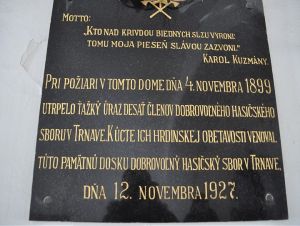 MOTTO:
„KTO NAD KRIVDOU BIEDNYCH SLZU VYRONÍ:
TOMU MOJA PIESEŇ SLÁVOU ZAZVONÍ.“
KAROL KUZMÁNY.
PRI POŽIARI V TOMTO DOME DŇA 4. NOVEMBRA 1899
UTRPELO ŤAŽKÝ ÚRAZ DESAŤ ČLENOV DOBROVOĽNÉHO HASIČSKÉHO
SBORU V TRNAVE. K ÚCTE ICH HRDINSKEJ OBETAVOSTI VENOVAL
TÚTO PAMÄTNÚ DOSKU DOBROVOĽNÝ HASIČSKÝ SBOR V TRNAVE,
DŇA 12. NOVEMBRA 1927.